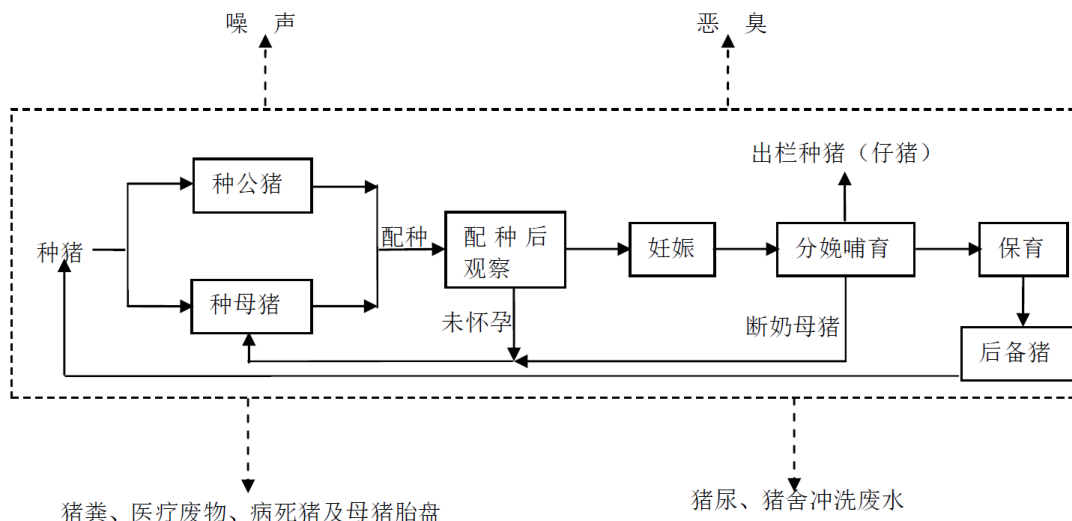 噪 声
恶 臭
出栏种猪（仔猪）
种公猪
种猪
配种
配 种 后
观察
妊娠
分娩哺育
保育
种母猪
未怀孕
断奶母猪
后备猪
猪粪、医疗废物、病死猪及母猪胎盘
猪尿、猪舍冲洗废水